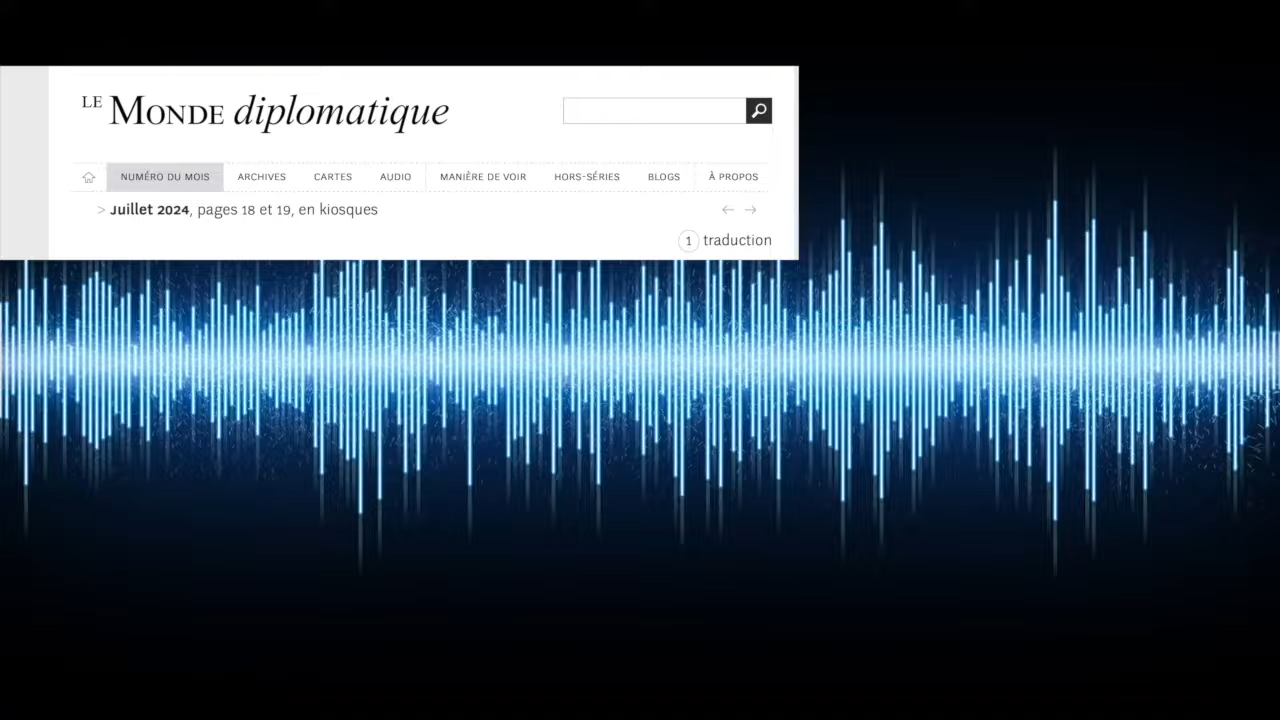 LE MONDE diplomatique
NUMÉRO DU MOIS ARCHIVES CARTES AUDIO MANIÈRE DE VOIR HORS-SÉRIES BLOGS À PROPOS
> Juillet 2024, pages 18 et 19, en kiosques
1 traduction